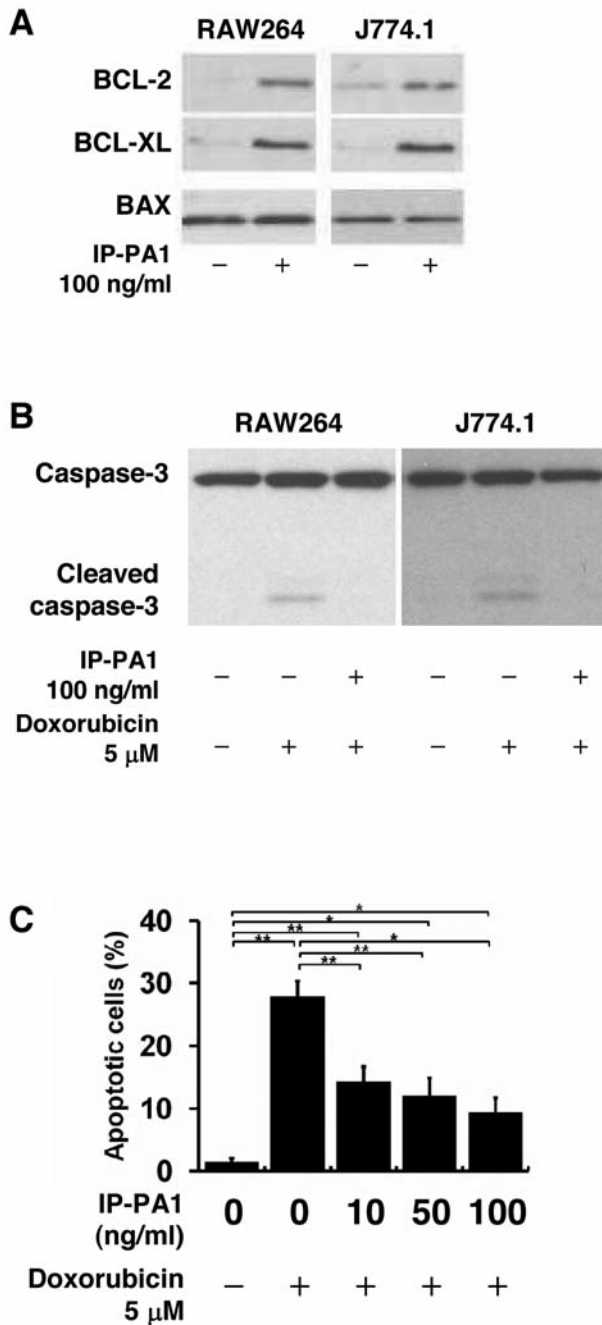 A
RAW264 J774.1
BCL-2
BCL-XL
BAX
IP-PA1
100 ng/ml
− + − +
B
RAW264 J774.1
Caspase-3
Cleaved
caspase-3
IP-PA1
100 ng/ml
− − + − − +
Doxorubicin
5 μM
− + + − + +
C
Apoptotic cells (%)
40
30
20
10
0
*
*
**
** *
**
**
IP-PA1
(ng/ml)
0 0 10 50 100
Doxorubicin
5 μM
− + + + +